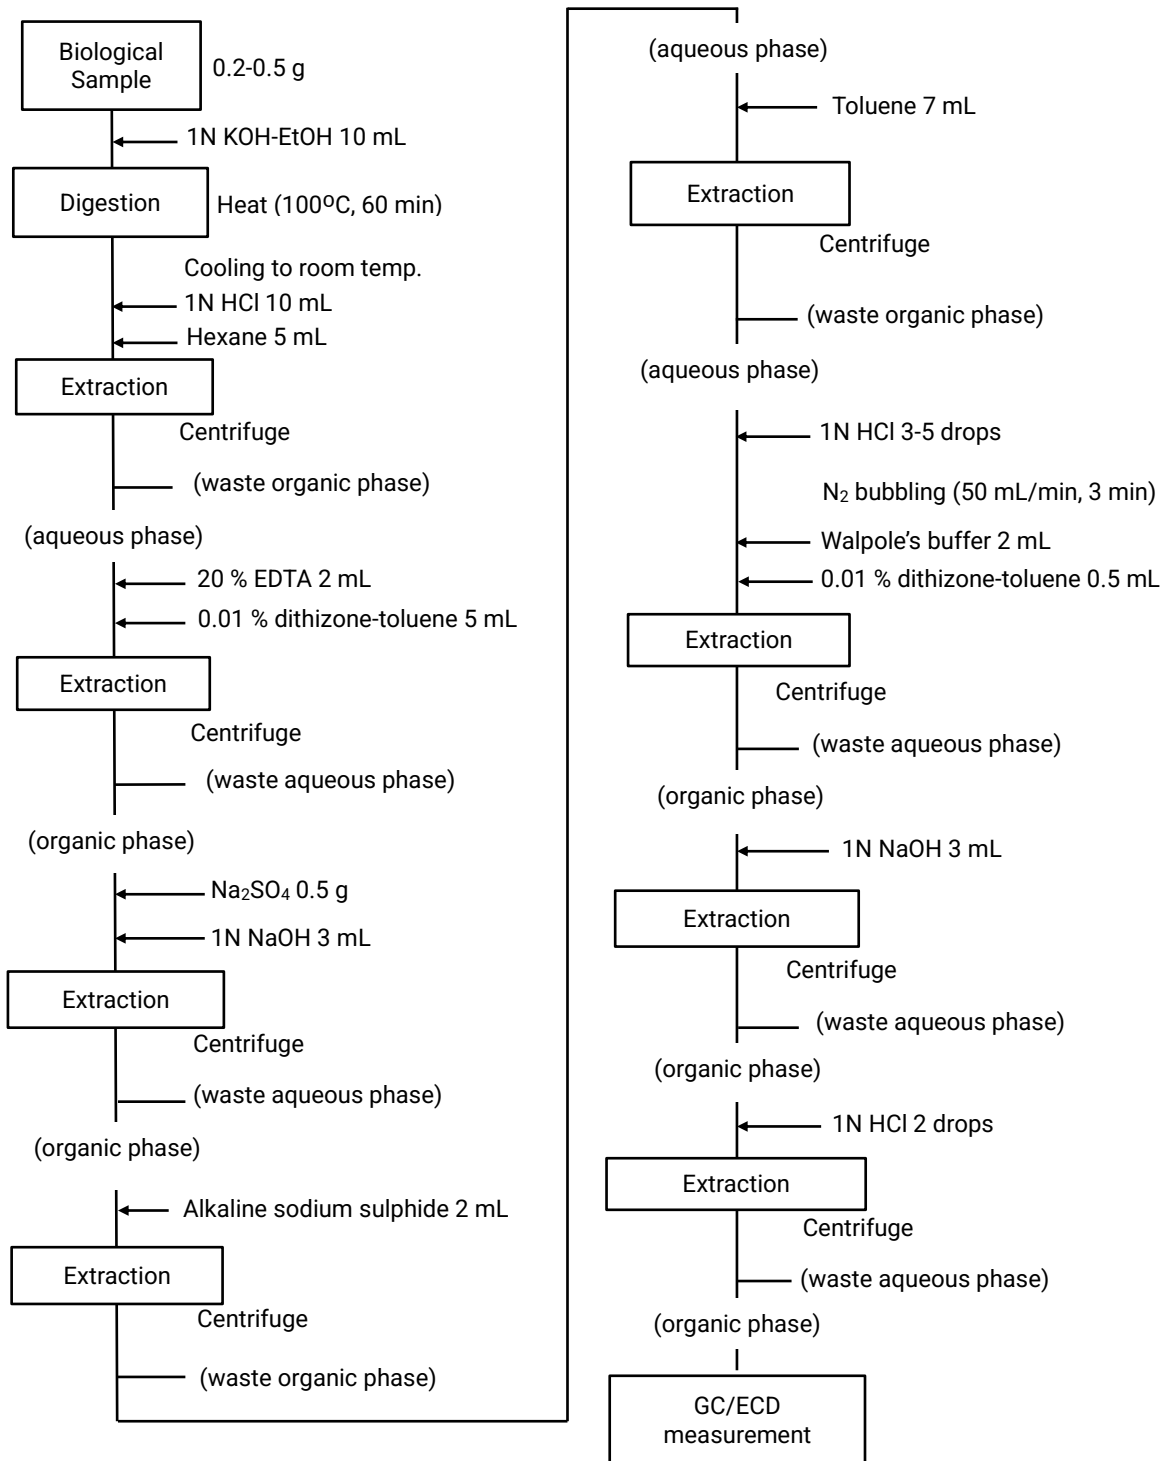 Biological
Sample
0.2-0.5 g
1N KOH-EtOH 10 mL
Digestion
Heat (100ºC, 60 min)
Cooling to room temp.
1N HCl 10 mL
Hexane 5 mL
Extraction
Centrifuge
(waste organic phase)
(aqueous phase)
20 % EDTA 2 mL
0.01 % dithizone-toluene 5 mL
Extraction
Centrifuge
(waste aqueous phase)
(organic phase)
Na₂SO₄ 0.5 g
1N NaOH 3 mL
Extraction
Centrifuge
(waste aqueous phase)
(organic phase)
Alkaline sodium sulphide 2 mL
Extraction
Centrifuge
(waste organic phase)
(aqueous phase)
Toluene 7 mL
Extraction
Centrifuge
(waste organic phase)
(aqueous phase)
1N HCl 3-5 drops
N₂ bubbling (50 mL/min, 3 min)
Walpole’s buffer 2 mL
0.01 % dithizone-toluene 0.5 mL
Extraction
Centrifuge
(waste aqueous phase)
(organic phase)
1N NaOH 3 mL
Extraction
Centrifuge
(waste aqueous phase)
(organic phase)
1N HCl 2 drops
Extraction
Centrifuge
(waste aqueous phase)
(organic phase)
GC/ECD
measurement